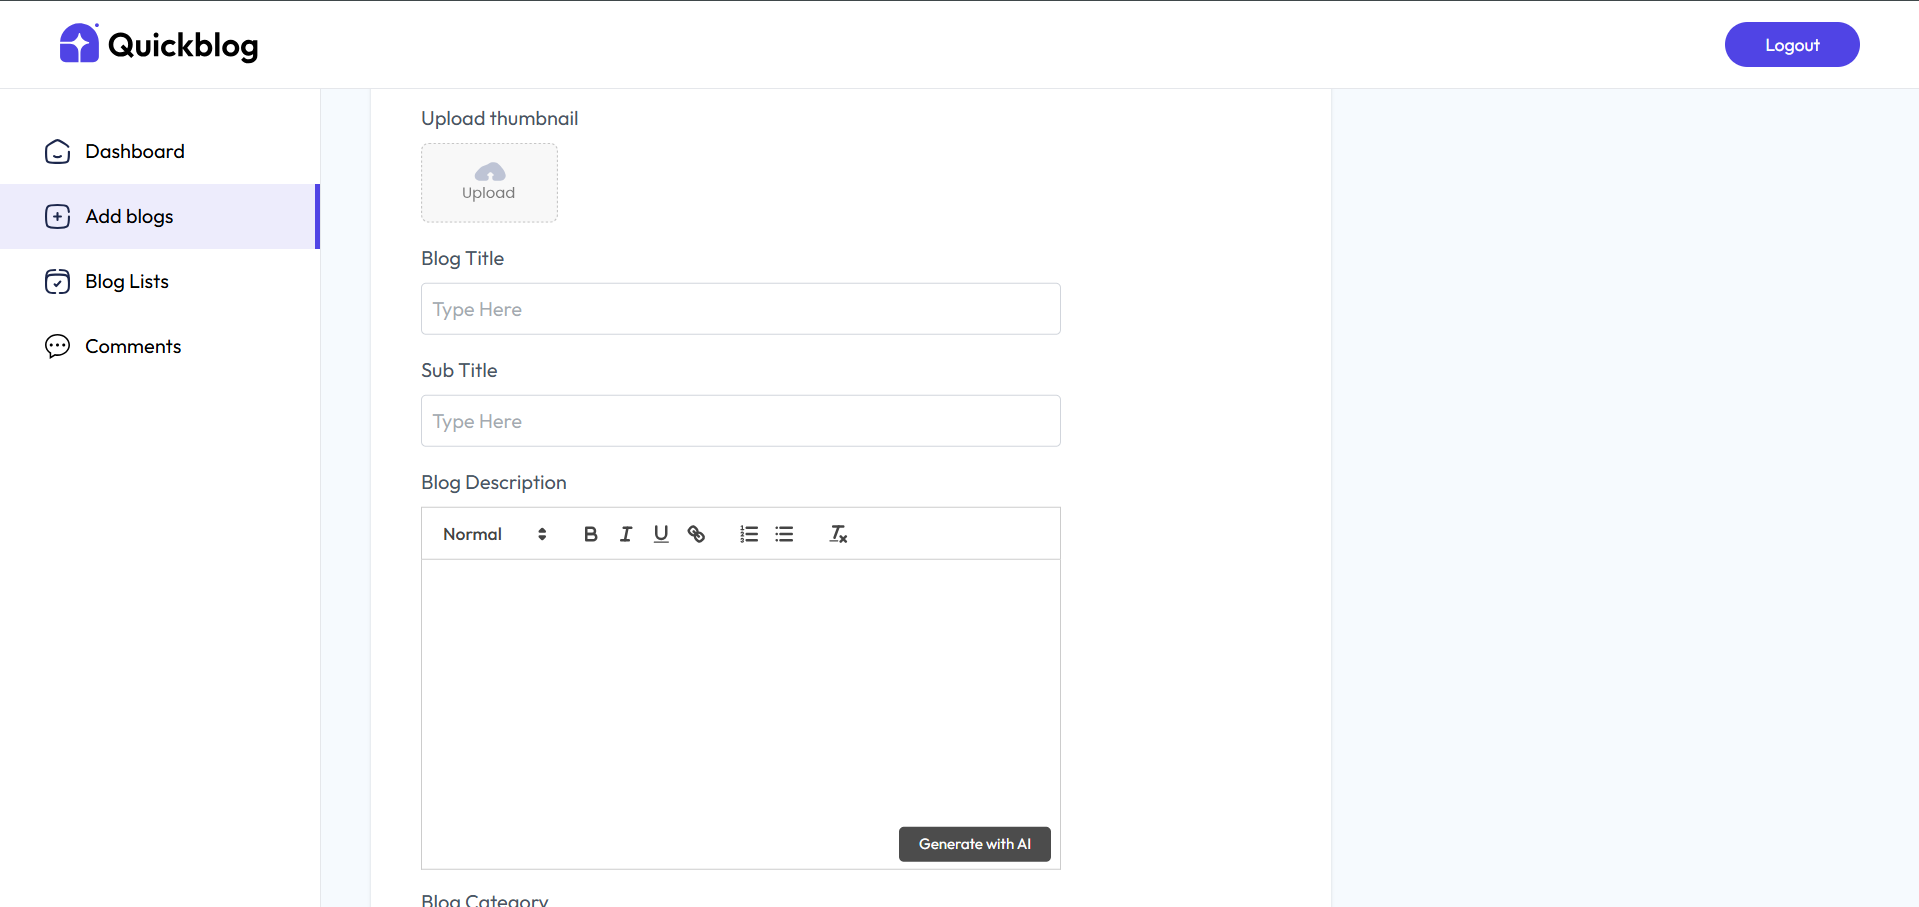 Quickblog
Logout
Dashboard
Add blogs
Blog Lists
Comments
Upload thumbnail
Upload
Blog Title
Type Here
Sub Title
Type Here
Blog Description
Normal
Generate with AI
Blog Category